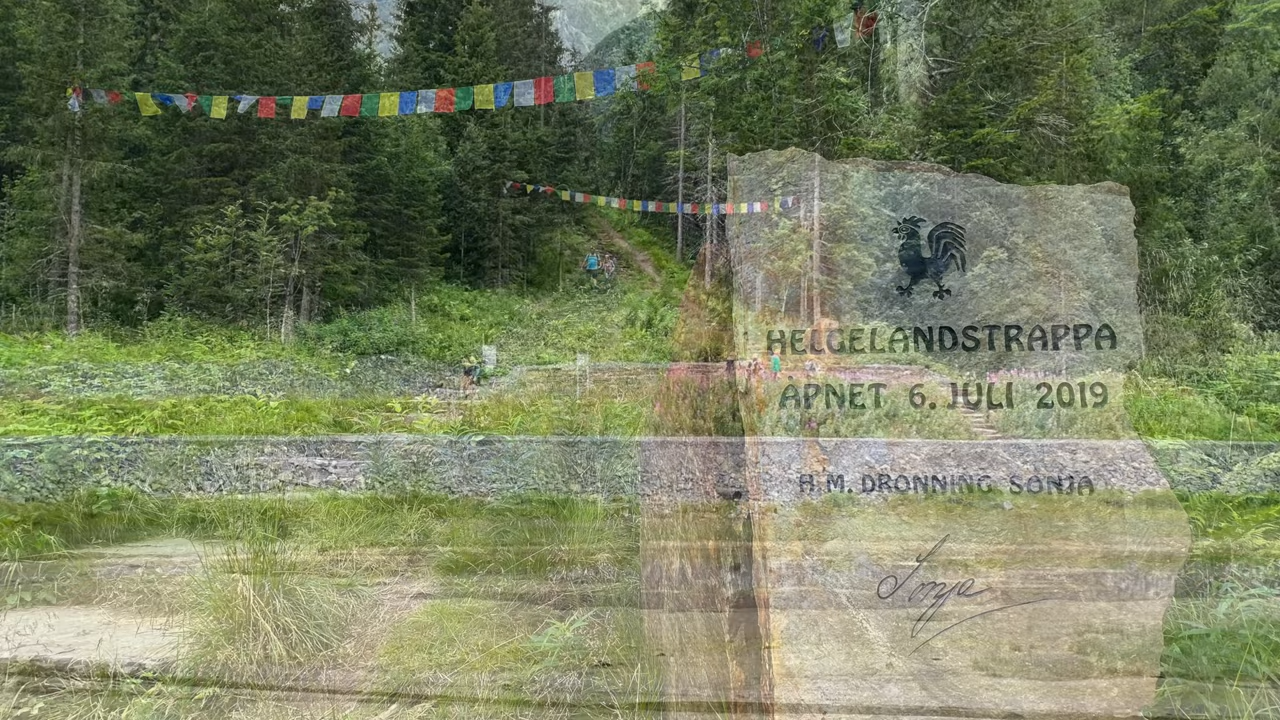 HELGELANDSTRAPPA
ÅPNET 6. JULI 2019
H.M. DRONNING SONJA
Sonja